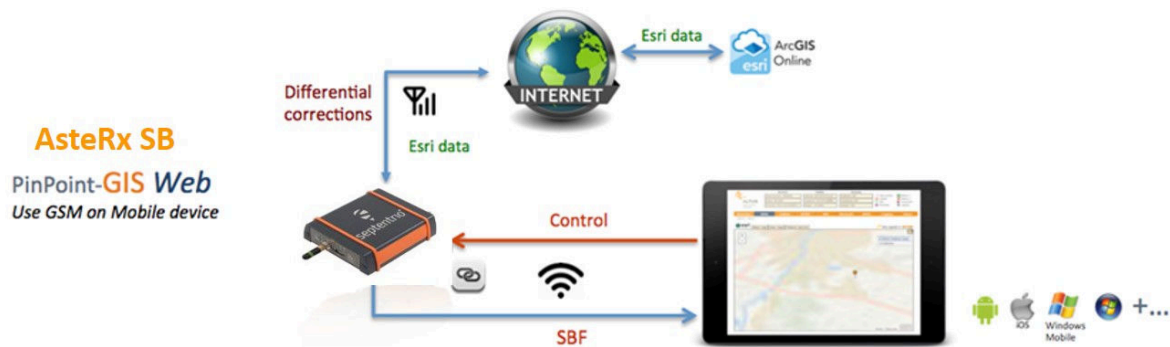 Esri data
ArcGIS
Online
esri
INTERNET
Differential
corrections
Esri data
AsteRx SB
PinPoint-GIS Web
Use GSM on Mobile device
septentrio
Control
SBF
iOS
Windows
Mobile
+...